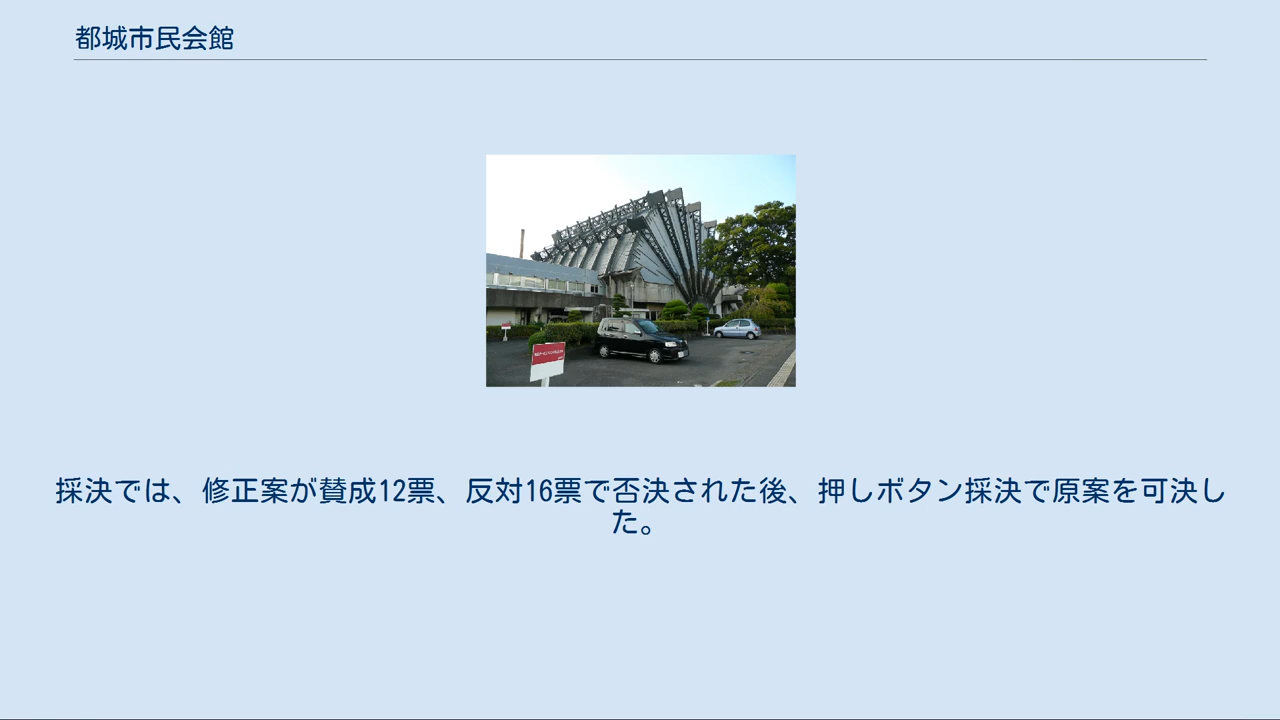 都城市民会館
採決では、修正案が賛成12票、反対16票で否決された後、押しボタン採決で原案を可決し
た。